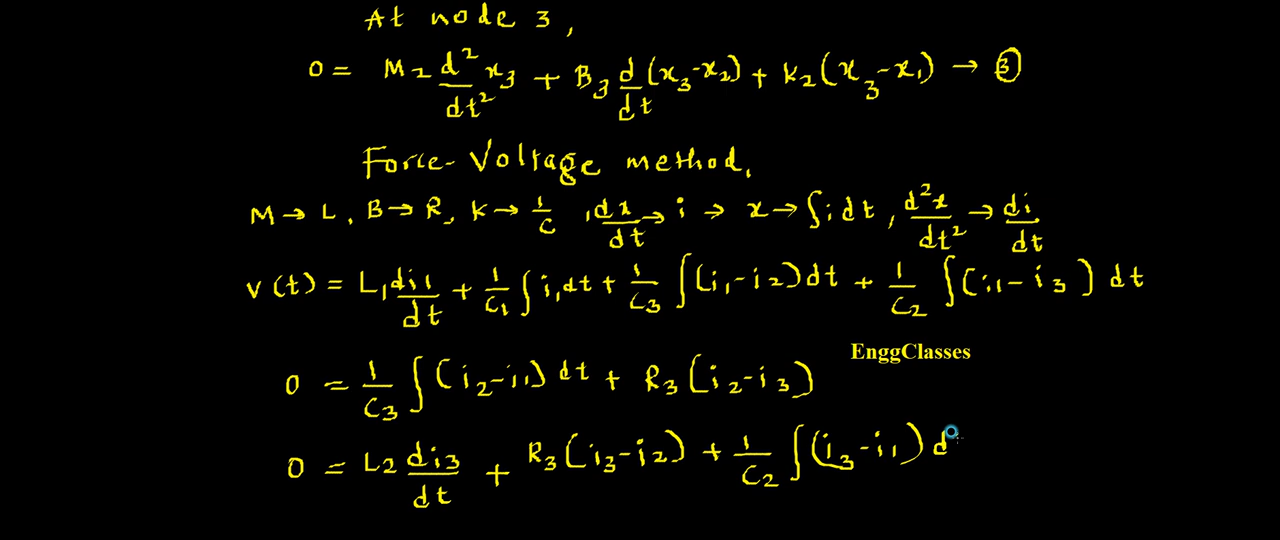 At node 3,
0 = M₂ d²/dt² x₃ + B₃ d/dt (x₃-x₂) + K₂(x₃-x₁) → ③
Force-Voltage method.
M→ L, B→ R, K→ 1/C, dx/dt → i → x → ∫i dt, d²x/dt² → di/dt
v(t) = L₁ di₁/dt + 1/C₁ ∫i₁dt + 1/C₃ ∫(i₁-i₂)dt + 1/C₂ ∫(i₁-i₃) dt
EnggClasses
0 = 1/C₃ ∫(i₂-i₁) dt + R₃(i₂-i₃)
0 = L₂ di₃/dt + R₃(i₃-i₂) + 1/C₂ ∫(i₃-i₁) d